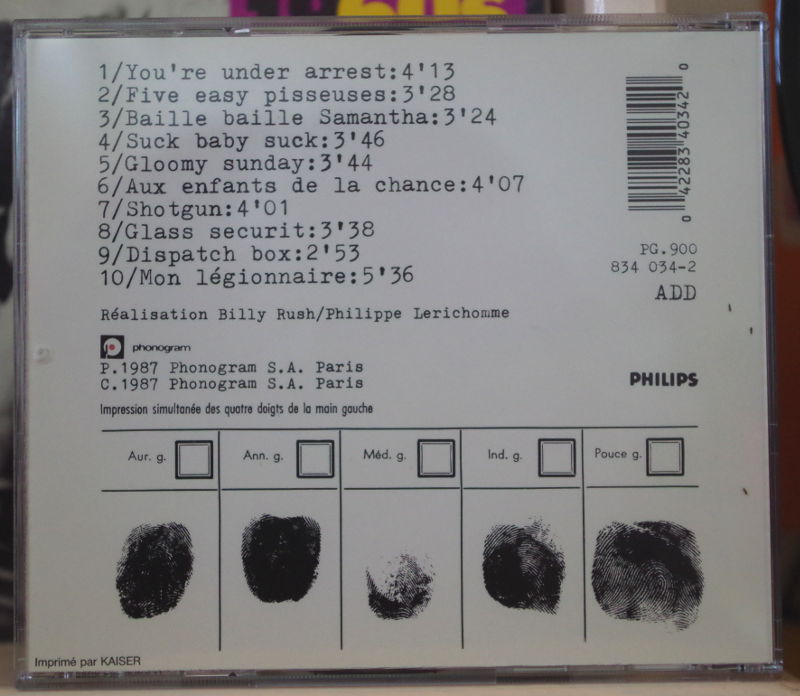 1/You're under arrest:4'13
2/Five easy pisseuses:3'28
3/Baille baille Samantha:3'24
4/Suck baby suck:3'46
5/Gloomy sunday:3'44
6/Aux enfants de la chance:4'07
7/Shotgun:4'01
8/Glass securit:3'38
9/Dispatch box:2'53
10/Mon légionnaire:5'36
Réalisation Billy Rush/Philippe Lerichomme
phonogram
P.1987 Phonogram S.A. Paris
C.1987 Phonogram S.A. Paris
Impression simultanée des quatre doigts de la main gauche
0 42283 40342 0
PG.900
834 034-2
ADD
PHILIPS
Aur. g.
Ann. g.
Méd. g.
Ind. g.
Pouce g.
Imprimé par KAISER